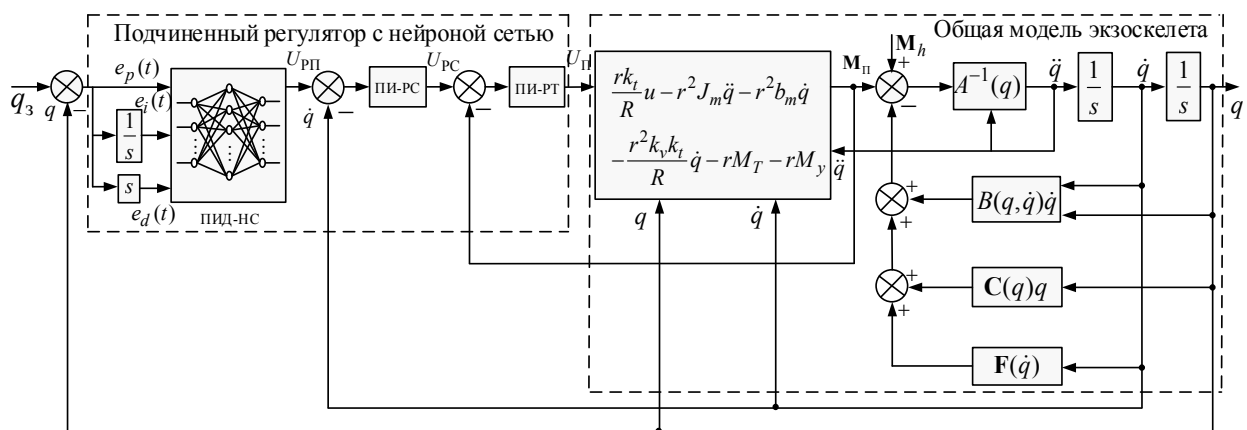 Подчиненный регулятор с нейроной сетью
Общая модель экзоскелета
q_з
q
−
e_p(t)
e_i(t)
1/s
s
e_d(t)
ПИД-НС
U_РП
q̇
−
ПИ-РС
U_РС
−
ПИ-РТ
U_П
rk_t/R u − r²J_m q̈ − r²b_m q̇
− r²k_v k_t/R q̇ − rM_T − rM_y
q
q̇
q̈
M_П
M_h
+
−
A⁻¹(q)
q̈
1/s
q̇
1/s
q
+
+
B(q, q̇)q̇
+
+
C(q)q
F(q̇)